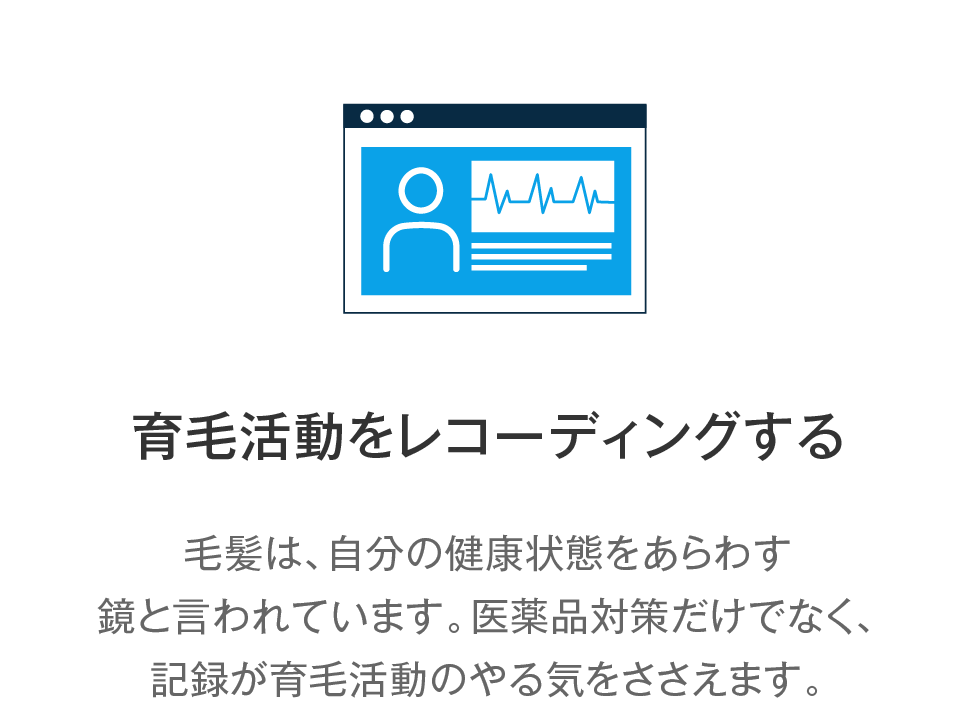 育毛活動をレコーディングする
毛髪は、自分の健康状態をあらわす
鏡と言われています。医薬品対策だけでなく、
記録が育毛活動のやる気をささえます。